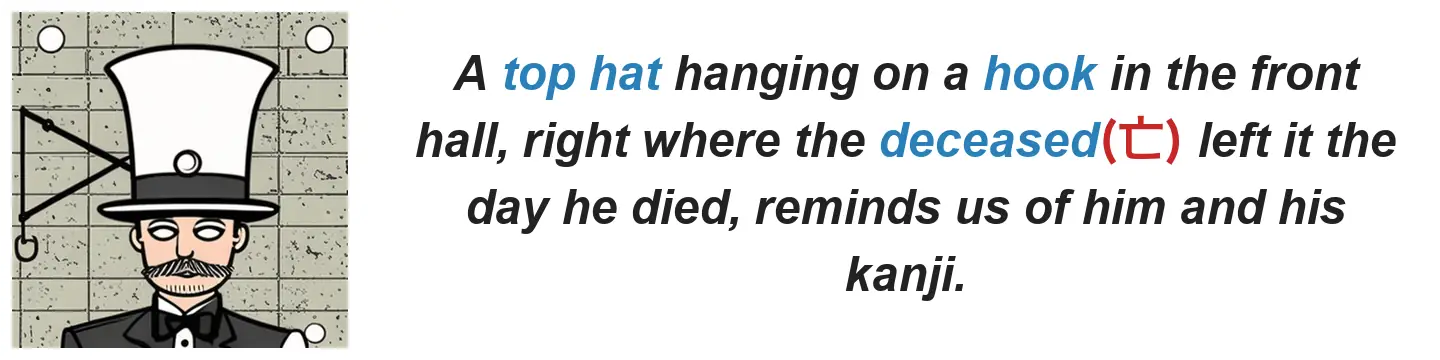 A top hat hanging on a hook in the front
hall, right where the deceased(亡) left it the
day he died, reminds us of him and his
kanji.